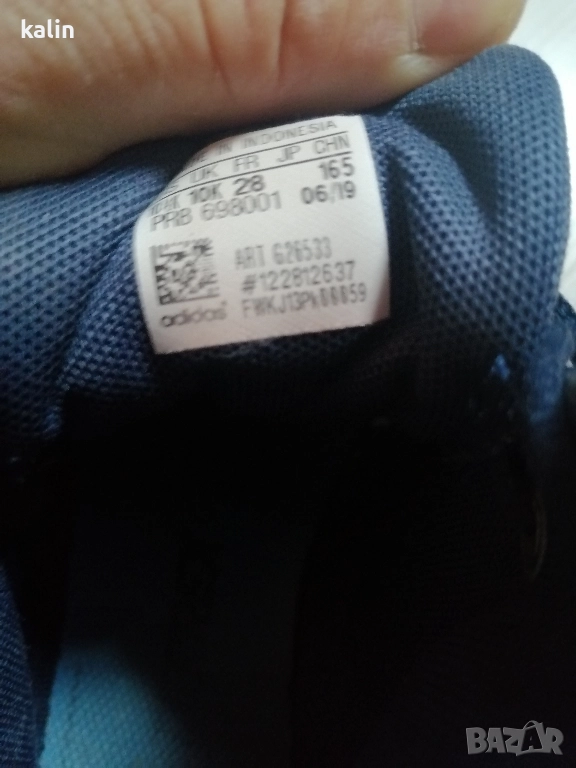 kalin
IN INDONESIA
UK FR JP CHN
10K 28 165
PRB 698001 06/19
ART G26533
#122812637
adidas
BAZAR